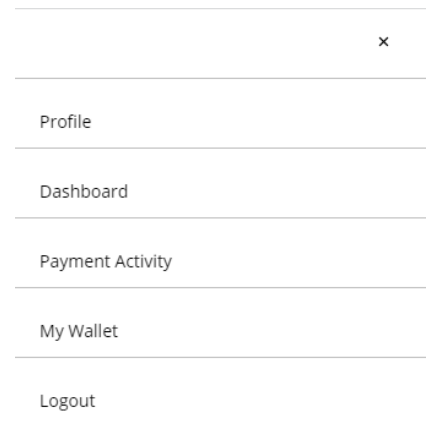 ×
Profile
Dashboard
Payment Activity
My Wallet
Logout